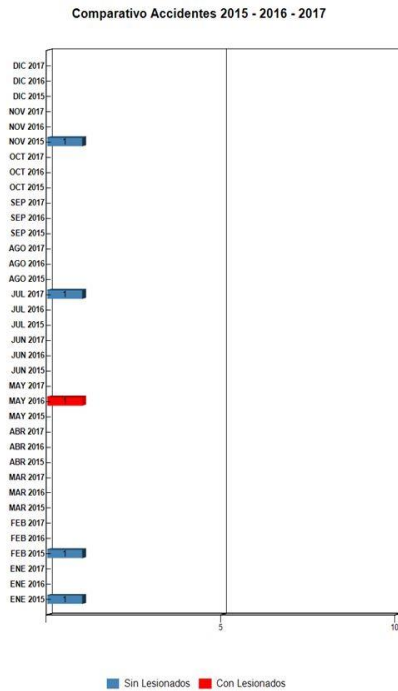 Comparativo Accidentes 2015 - 2016 - 2017
DIC 2017
DIC 2016
DIC 2015
NOV 2017
NOV 2016
NOV 2015 1
OCT 2017
OCT 2016
OCT 2015
SEP 2017
SEP 2016
SEP 2015
AGO 2017
AGO 2016
AGO 2015
JUL 2017 1
JUL 2016
JUL 2015
JUN 2017
JUN 2016
JUN 2015
MAY 2017
MAY 2016 1
MAY 2015
ABR 2017
ABR 2016
ABR 2015
MAR 2017
MAR 2016
MAR 2015
FEB 2017
FEB 2016
FEB 2015 1
ENE 2017
ENE 2016
ENE 2015 1
5 10
Sin Lesionados Con Lesionados